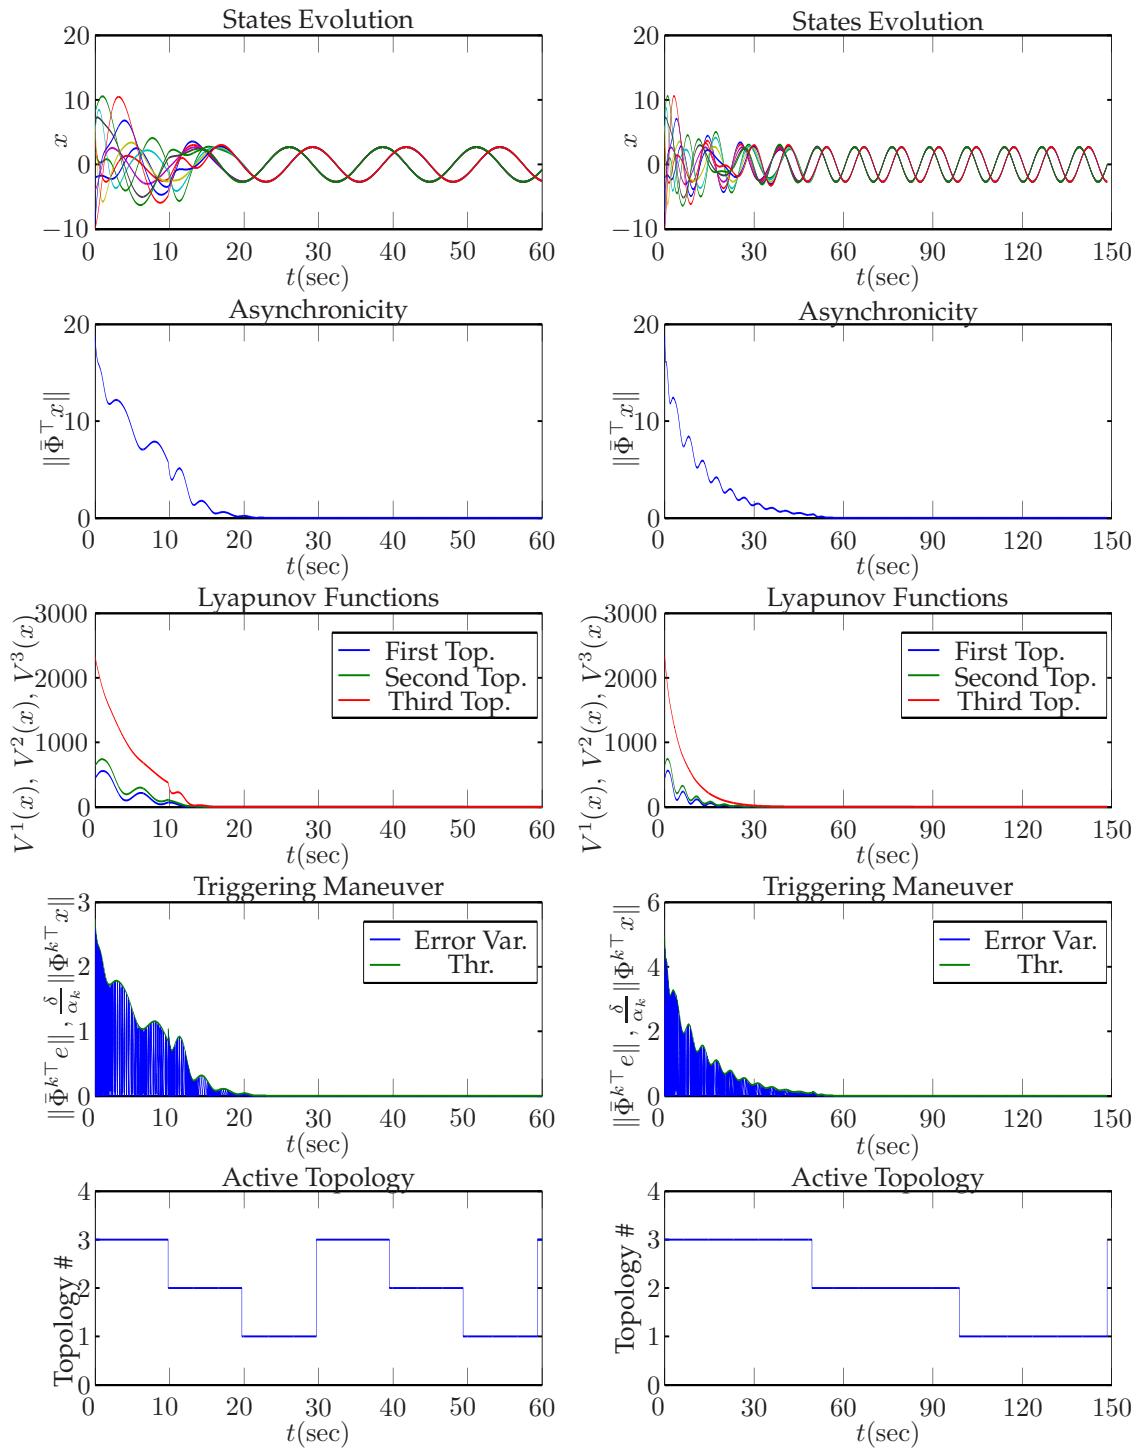 States Evolution
20
10
0
−10
x
0 10 20 30 40 50 60
t(sec)
States Evolution
20
10
0
−10
x
0 30 60 90 120 150
t(sec)
Asynchronicity
20
10
0
||Φ̄^⊤ x||
0 10 20 30 40 50 60
t(sec)
Asynchronicity
20
10
0
||Φ̄^⊤ x||
0 30 60 90 120 150
t(sec)
Lyapunov Functions
3000
2000
1000
0
V^1(x), V^2(x), V^3(x)
First Top.
Second Top.
Third Top.
0 10 20 30 40 50 60
t(sec)
Lyapunov Functions
3000
2000
1000
0
V^1(x), V^2(x), V^3(x)
First Top.
Second Top.
Third Top.
0 30 60 90 120 150
t(sec)
Triggering Maneuver
3
2
1
0
||Φ̄^{k⊤} e||, δ/α_k ||Φ̄^{k⊤} x||
Error Var.
Thr.
0 10 20 30 40 50 60
t(sec)
Triggering Maneuver
6
4
2
0
||Φ̄^{k⊤} e||, δ/α_k ||Φ̄^{k⊤} x||
Error Var.
Thr.
0 30 60 90 120 150
t(sec)
Active Topology
4
3
2
1
0
Topology #
0 10 20 30 40 50 60
t(sec)
Active Topology
4
3
2
1
0
Topology #
0 30 60 90 120 150
t(sec)